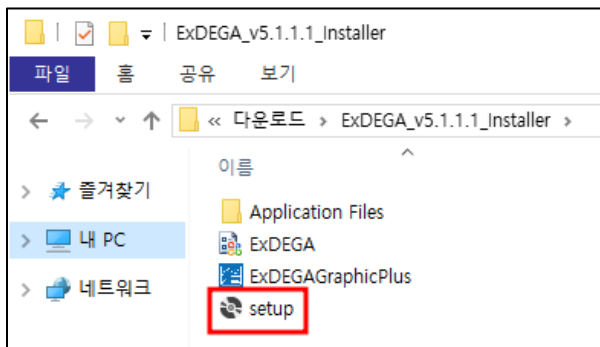 ExDEGA_v5.1.1.1_Installer
파일 홈 공유 보기
« 다운로드 > ExDEGA_v5.1.1.1_Installer >
이름
즐겨찾기
내 PC
네트워크
Application Files
ExDEGA
ExDEGAGraphicPlus
setup